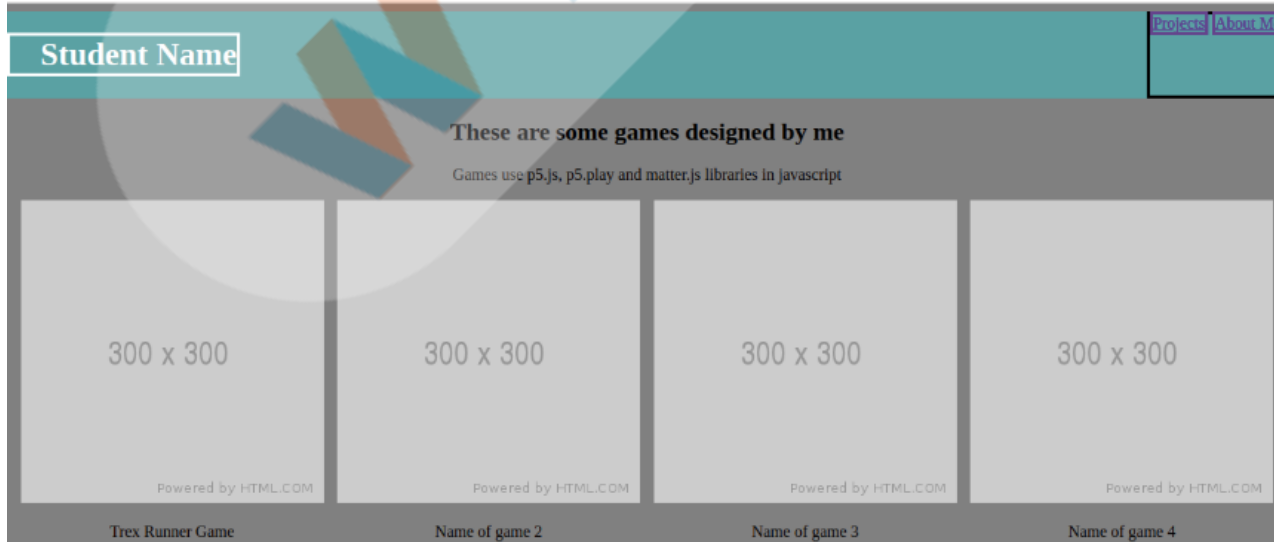 Projects About M
Student Name
These are some games designed by me
Games use p5.js, p5.play and matter.js libraries in javascript
300 x 300 300 x 300 300 x 300 300 x 300
Powered by HTML.COM Powered by HTML.COM Powered by HTML.COM Powered by HTML.COM
Trex Runner Game Name of game 2 Name of game 3 Name of game 4